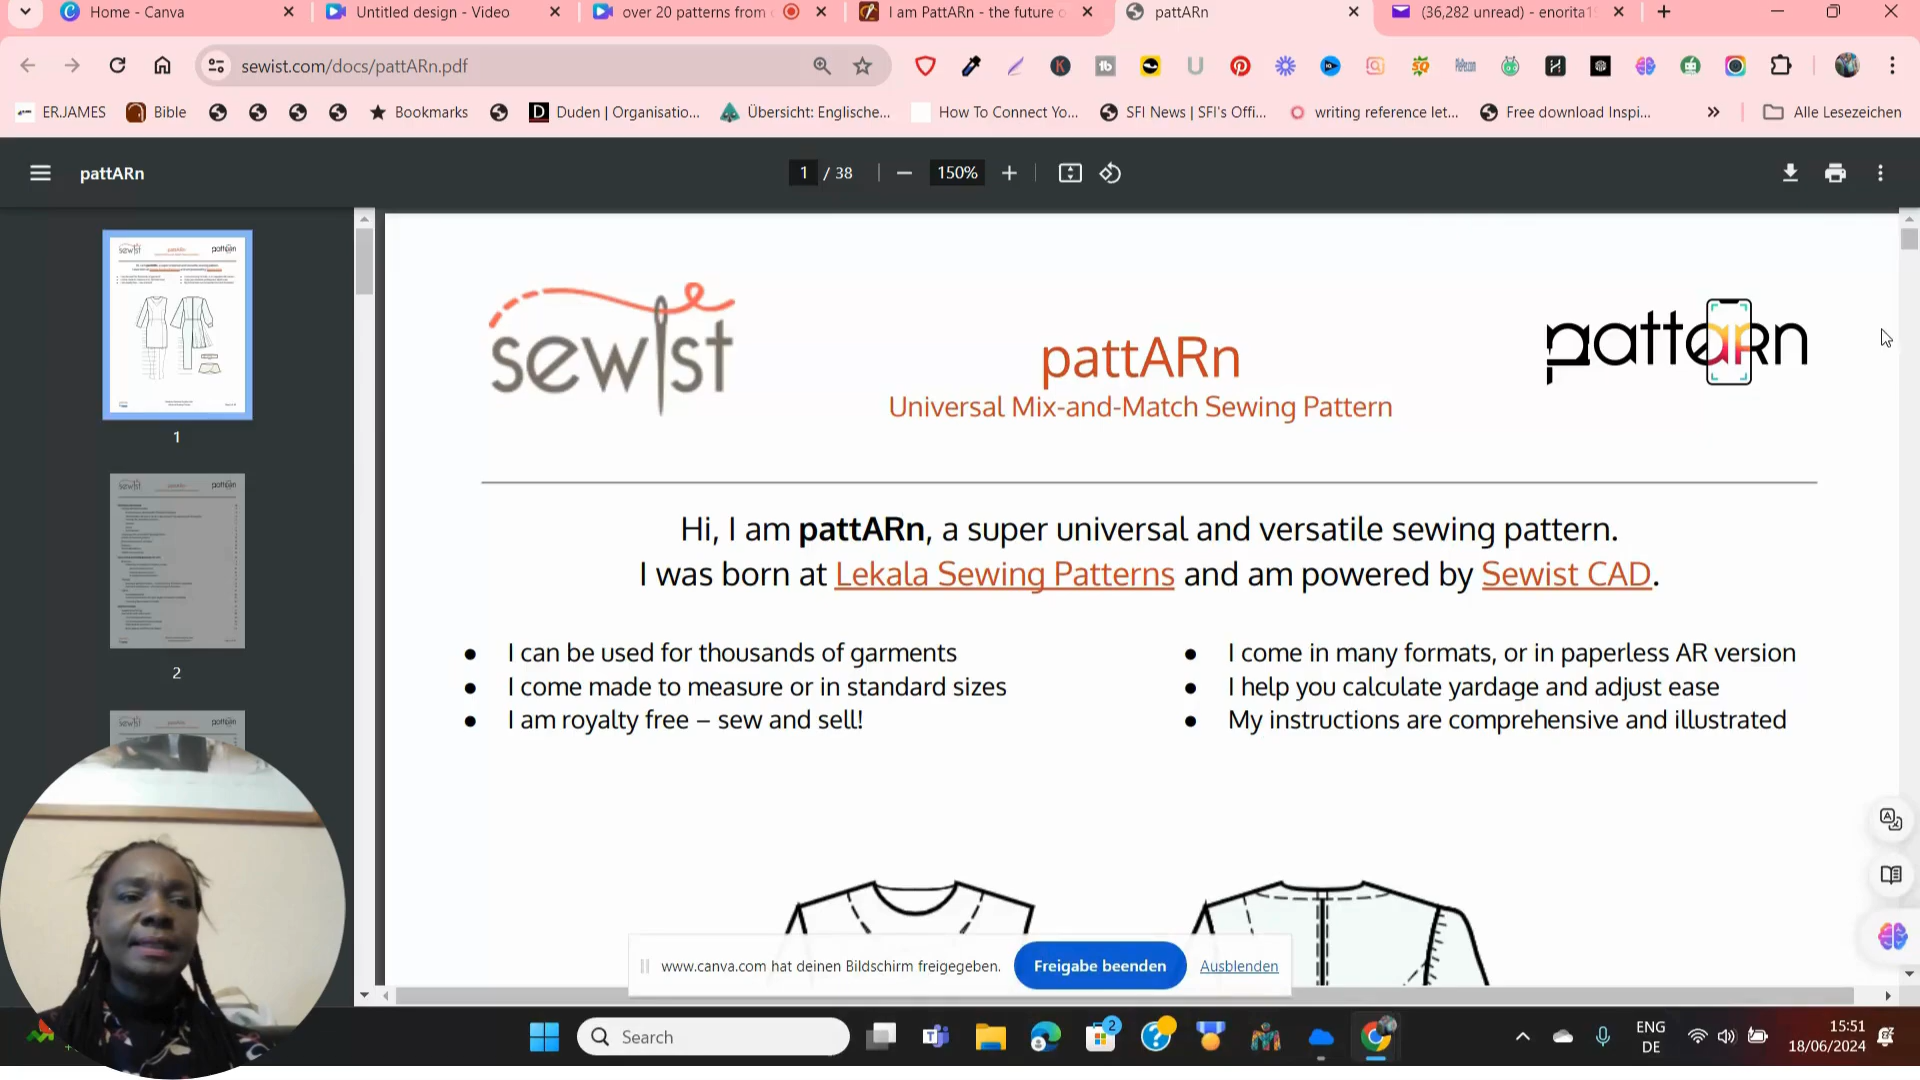 Home - Canva
Untitled design - Video
over 20 patterns from
I am PattARn - the future o
pattARn
(36,282 unread) - enorita1
sewist.com/docs/pattARn.pdf
ER.JAMES
Bible
Bookmarks
Duden | Organisatio...
Übersicht: Englische...
How To Connect Yo...
SFI News | SFI's Offi...
writing reference let...
Free download Inspi...
Alle Lesezeichen
pattARn
1 / 38
150%
sewist
pattARn
pattARn
Universal Mix-and-Match Sewing Pattern
Hi, I am pattARn, a super universal and versatile sewing pattern.
I was born at Lekala Sewing Patterns and am powered by Sewist CAD.
● I can be used for thousands of garments
● I come made to measure or in standard sizes
● I am royalty free – sew and sell!
● I come in many formats, or in paperless AR version
● I help you calculate yardage and adjust ease
● My instructions are comprehensive and illustrated
1
2
www.canva.com hat deinen Bildschirm freigegeben.
Freigabe beenden
Ausblenden
Search
2
ENG
DE
15:51
18/06/2024